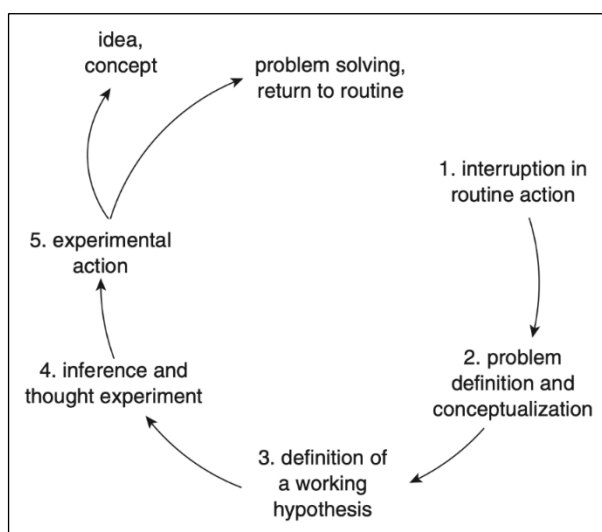 idea,
concept
problem solving,
return to routine
1. interruption in
routine action
5. experimental
action
2. problem
definition and
conceptualization
4. inference and
thought experiment
3. definition of
a working
hypothesis